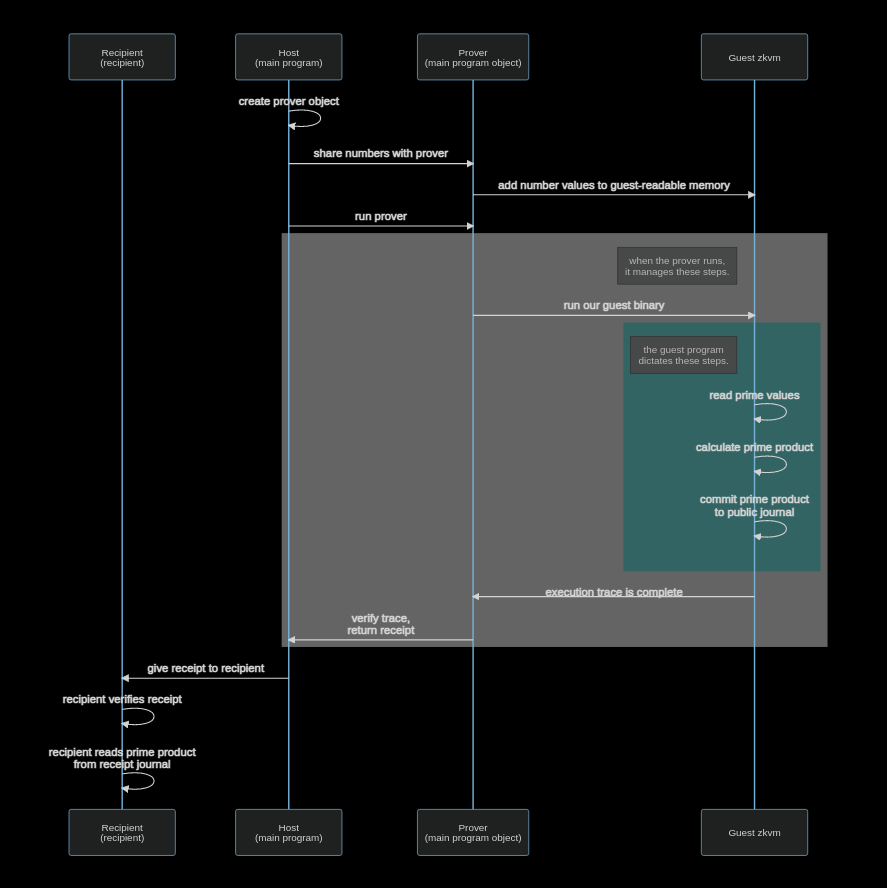 Recipient
(recipient)
Host
(main program)
Prover
(main program object)
Guest zkvm
create prover object
share numbers with prover
add number values to guest-readable memory
run prover
when the prover runs,
it manages these steps.
run our guest binary
the guest program
dictates these steps.
read prime values
calculate prime product
commit prime product
to public journal
execution trace is complete
verify trace,
return receipt
give receipt to recipient
recipient verifies receipt
recipient reads prime product
from receipt journal
Recipient
(recipient)
Host
(main program)
Prover
(main program object)
Guest zkvm